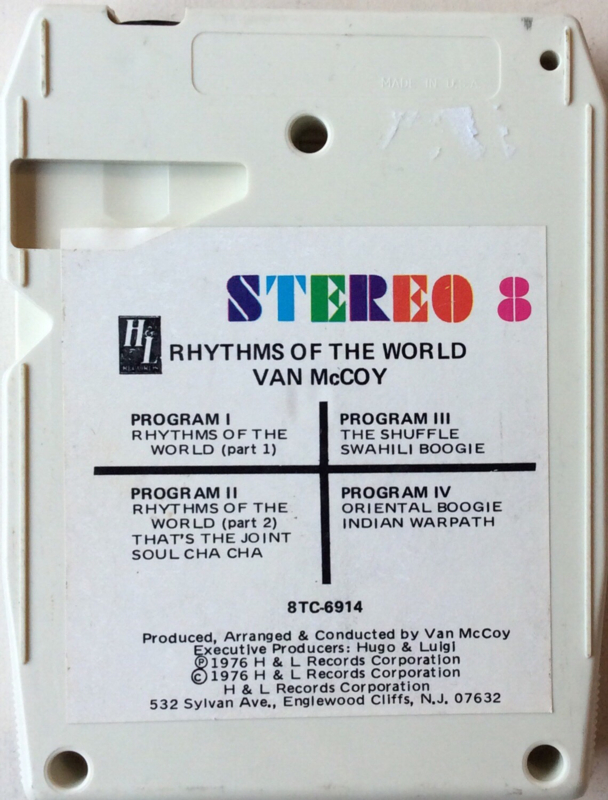 MADE IN U.S.A.
STEREO 8
H&L
RECORDS
RHYTHMS OF THE WORLD
VAN McCOY
PROGRAM I
RHYTHMS OF THE
WORLD (part 1)
PROGRAM III
THE SHUFFLE
SWAHILI BOOGIE
PROGRAM II
RHYTHMS OF THE
WORLD (part 2)
THAT'S THE JOINT
SOUL CHA CHA
PROGRAM IV
ORIENTAL BOOGIE
INDIAN WARPATH
8TC-6914
Produced, Arranged & Conducted by Van McCoy
Executive Producers: Hugo & Luigi
℗ 1976 H & L Records Corporation
© 1976 H & L Records Corporation
H & L Records Corporation
532 Sylvan Ave., Englewood Cliffs, N.J. 07632